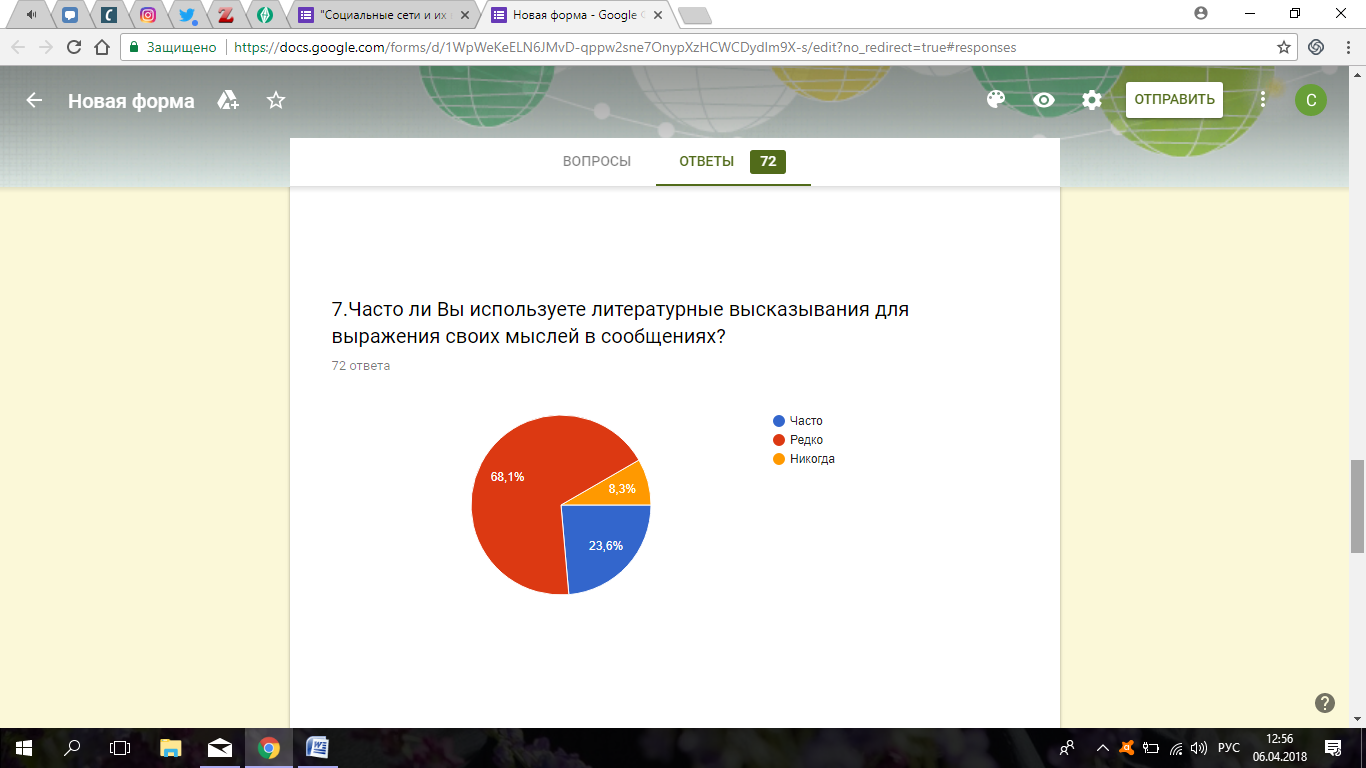 "Социальные сети и их
Новая форма - Google
Защищено
https://docs.google.com/forms/d/1WpWeKeELN6JMvD-qppw2sne7OnypXzHCWCDydIm9X-s/edit?no_redirect=true#responses
Новая форма
ОТПРАВИТЬ
С
ВОПРОСЫ
ОТВЕТЫ
72
7.Часто ли Вы используете литературные высказывания для
выражения своих мыслей в сообщениях?
72 ответа
Часто
Редко
Никогда
68,1%
8,3%
23,6%
РУС
12:56
06.04.2018